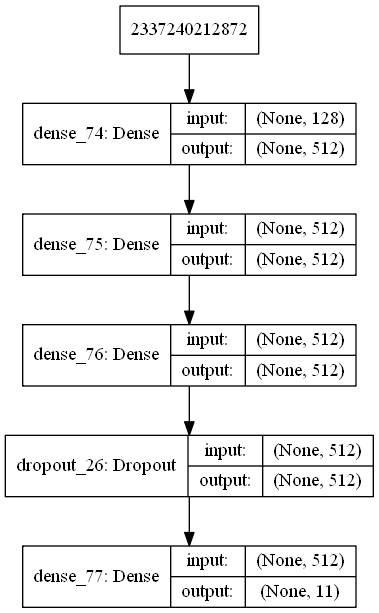 2337240212872
dense_74: Dense
input:
(None, 128)
output:
(None, 512)
dense_75: Dense
input:
(None, 512)
output:
(None, 512)
dense_76: Dense
input:
(None, 512)
output:
(None, 512)
dropout_26: Dropout
input:
(None, 512)
output:
(None, 512)
dense_77: Dense
input:
(None, 512)
output:
(None, 11)